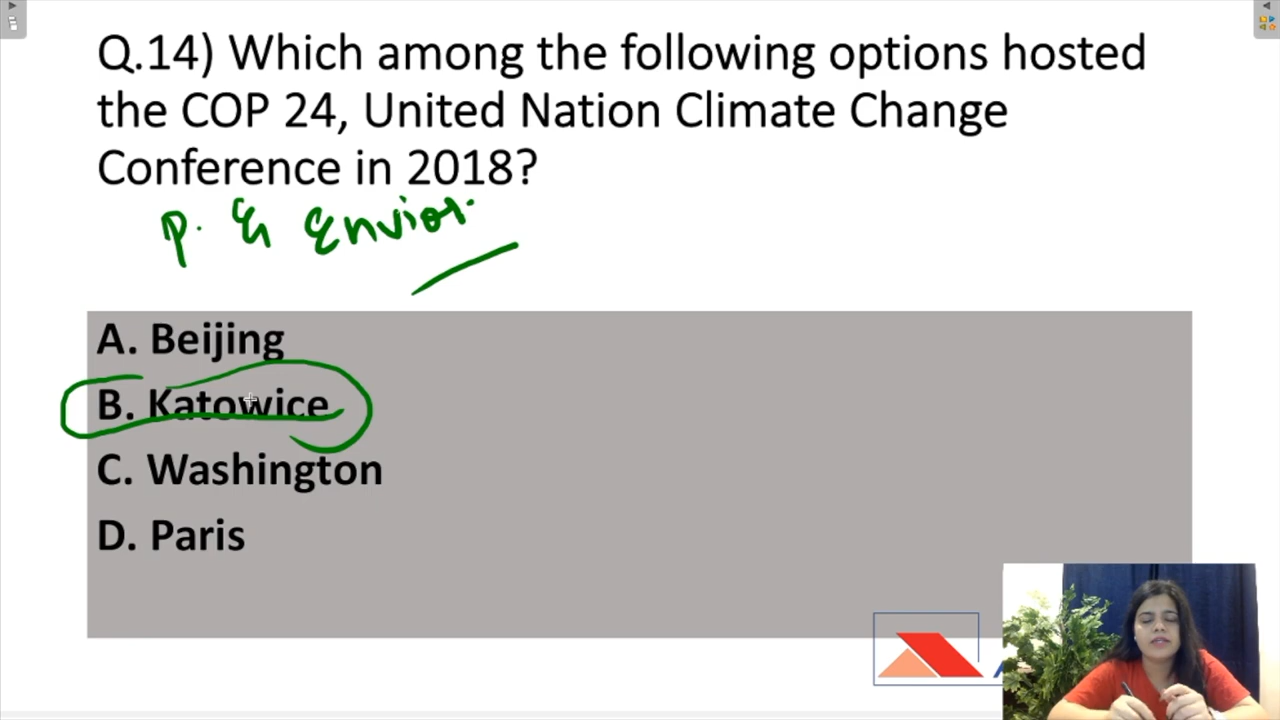 Q.14) Which among the following options hosted
the COP 24, United Nation Climate Change
Conference in 2018?
P. & Envior.
A. Beijing
B. Katowice
C. Washington
D. Paris